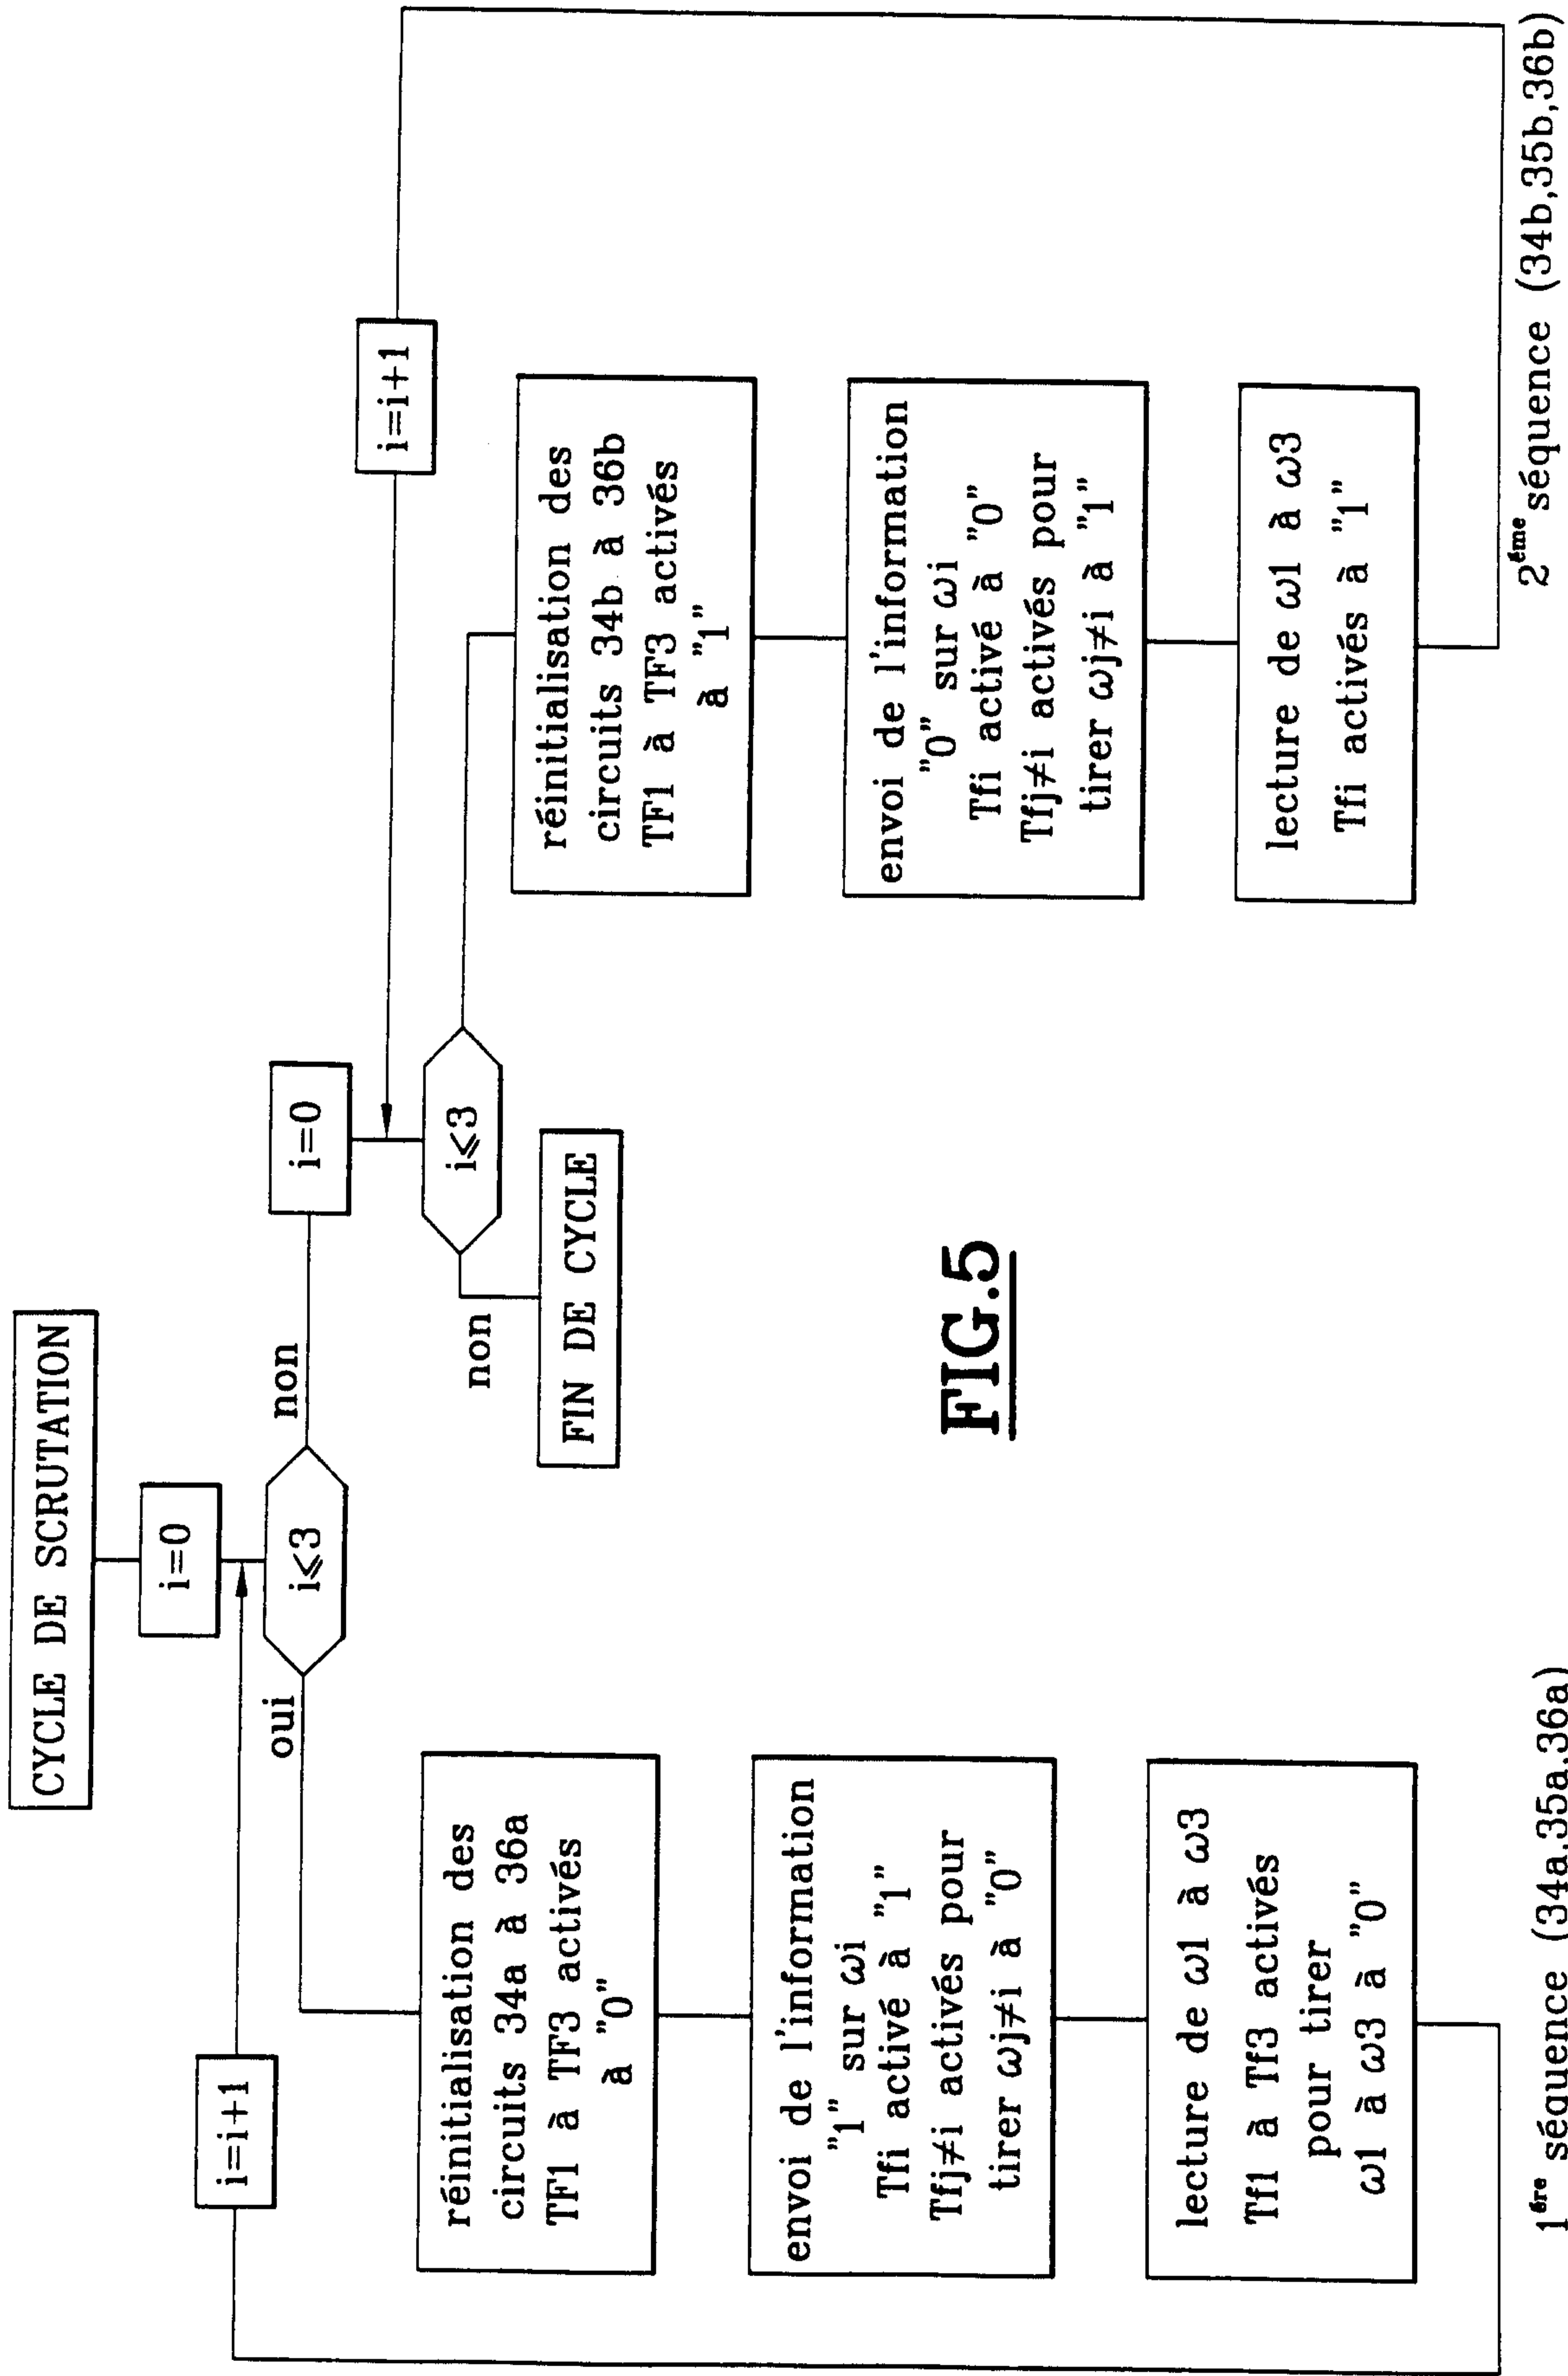 CYCLE DE SCRUTATION
i=0
i≤3
oui
non
i=i+1
réinitialisation des
circuits 34a à 36a
TF1 à TF3 activés
à "0"
envoi de l'information
"1" sur ωi
Tfi activé à "1"
Tfj≠i activés pour
tirer ωj≠i à "0"
lecture de ω1 à ω3
Tf1 à Tf3 activés
pour tirer
ω1 à ω3 à "0"
1ére séquence (34a,35a,36a)
i=0
i≤3
non
FIN DE CYCLE
i=i+1
réinitialisation des
circuits 34b à 36b
TF1 à TF3 activés
à "1"
envoi de l'information
"0" sur ωi
Tfi activé à "0"
Tfj≠i activés pour
tirer ωj≠i à "1"
lecture de ω1 à ω3
Tfi activés à "1"
2éme séquence (34b,35b,36b)
FIG.5